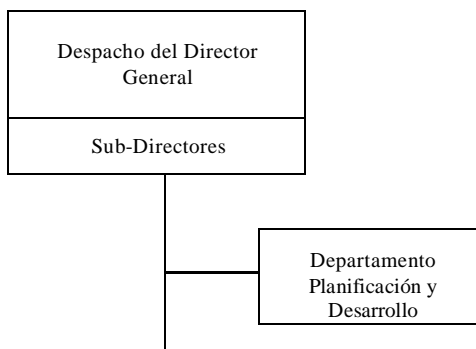 Despacho del Director
General
Sub-Directores
Departamento
Planificación y
Desarrollo